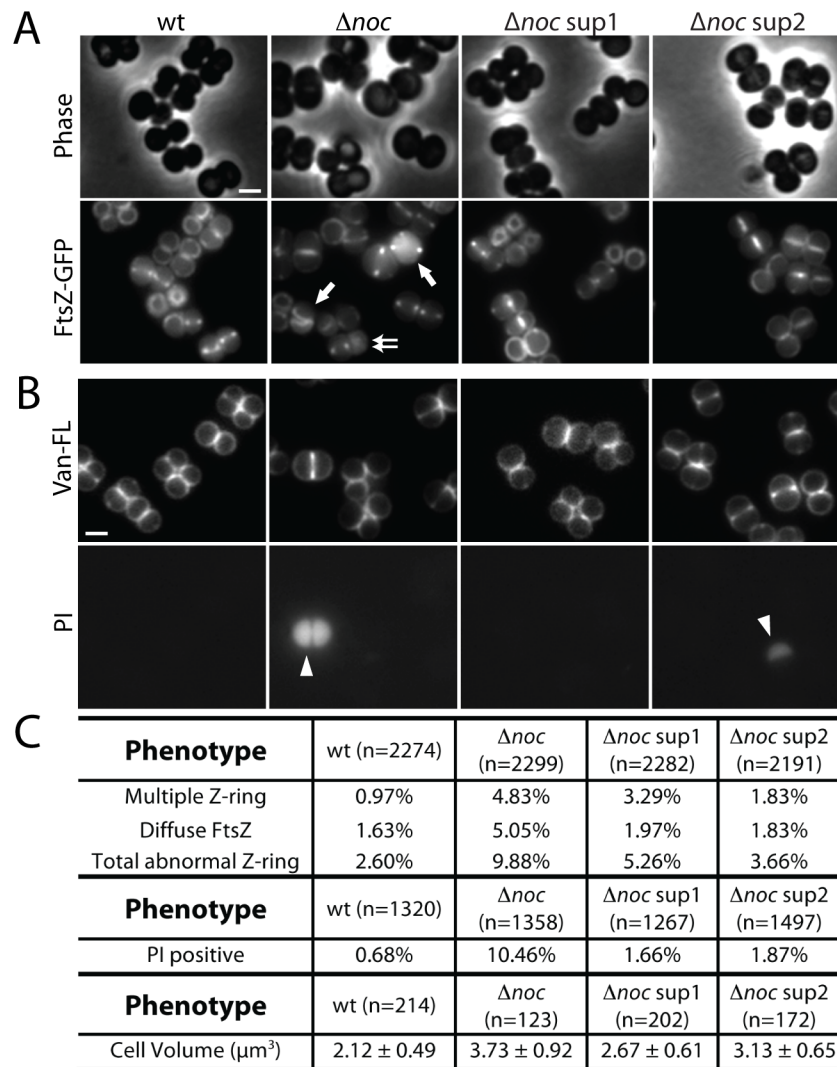 A
wt Δnoc Δnoc sup1 Δnoc sup2
Phase
FtsZ-GFP
B
Van-FL
PI
C
Phenotype wt (n=2274) Δnoc (n=2299) Δnoc sup1 (n=2282) Δnoc sup2 (n=2191)
Multiple Z-ring 0.97% 4.83% 3.29% 1.83%
Diffuse FtsZ 1.63% 5.05% 1.97% 1.83%
Total abnormal Z-ring 2.60% 9.88% 5.26% 3.66%
Phenotype wt (n=1320) Δnoc (n=1358) Δnoc sup1 (n=1267) Δnoc sup2 (n=1497)
PI positive 0.68% 10.46% 1.66% 1.87%
Phenotype wt (n=214) Δnoc (n=123) Δnoc sup1 (n=202) Δnoc sup2 (n=172)
Cell Volume (μm³) 2.12 ± 0.49 3.73 ± 0.92 2.67 ± 0.61 3.13 ± 0.65